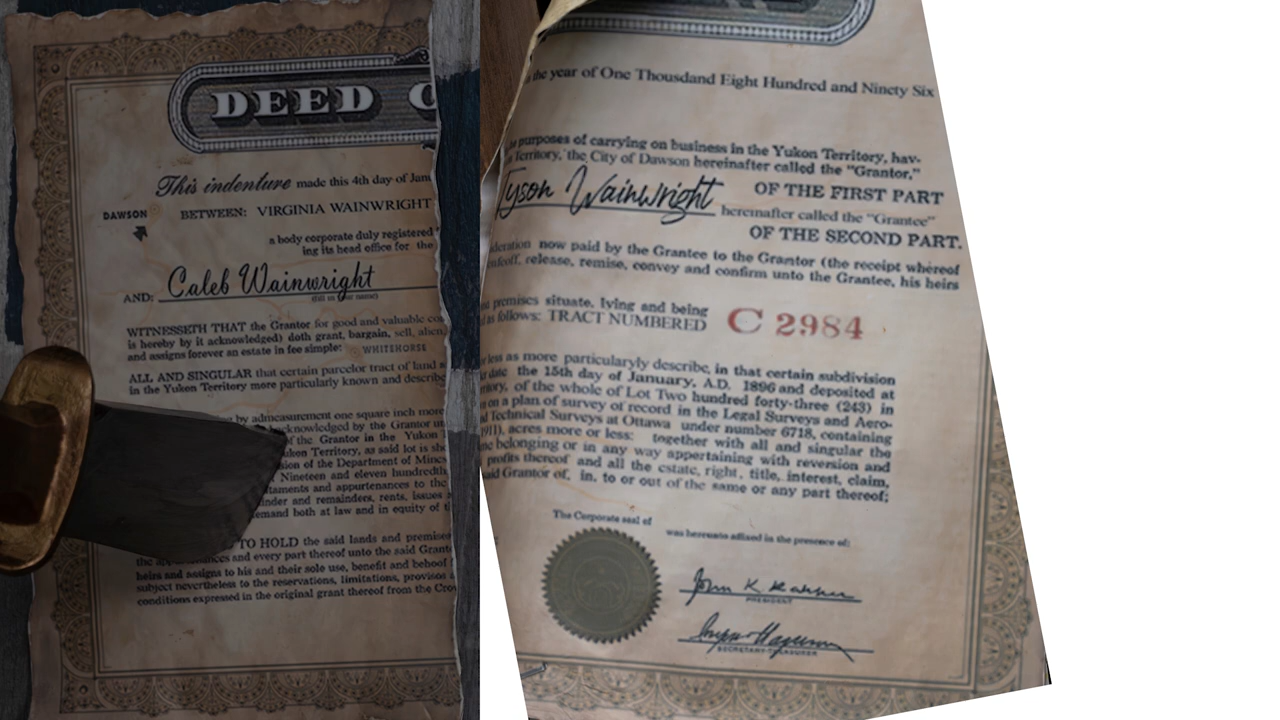 DEED
This indenture made this 4th day of
DAWSON
BETWEEN: VIRGINIA WAINWRIGHT
a body corporate duly registered
ing its head office for the
Caleb Wainwright
AND:
WITNESSETH THAT the Grantor for good and valuable
is hereby by it acknowledged) doth grant, bargain, sell,
and assigns forever an estate in fee simple:
WHITEHORSE
ALL AND SINGULAR that certain parcelor tract of land
in the Yukon Territory more particularly known and
by admeasurement one square inch more
acknowledged by the Grantor
of the Grantor in the Yukon
Territory, as said lot is
of the Department of Mines
Nineteen and eleven
and appurtenances to the
and remainders, rents, issues
both at law and in equity of
TO HOLD the said lands and
and every part thereof unto the said
heirs and assigns to his and their sole use, benefit and behoof
subject nevertheless to the reservations, limitations,
conditions expressed in the original grant thereof from the
the year of One Thousdand Eight Hundred and Ninety Six
purposes of carrying on business in the Yukon Territory, hav-
Territory, the City of Dawson hereinafter called the "Grantor,"
Tyson Wainwright
OF THE FIRST PART
hereinafter called the "Grantee"
OF THE SECOND PART.
now paid by the Grantee to the Grantor (the receipt whereof
release, remise, convey and confirm unto the Grantee, his heirs
premises situate, lying and being
as follows: TRACT NUMBERED
C 2984
less as more particularyly describe, in that certain subdivision
date the 15th day of January, A.D. 1896 and deposited at
of the whole of Lot Two hundred forty-three (243) in
on a plan of survey of record in the Legal Surveys and Aero-
Technical Surveys at Ottawa under number 6718, containing
acres more or less: together with all and singular the
belonging or in any way appertaining with reversion and
profits thereof and all the estate, right, title, interest, claim,
Grantor of, in, to or out of the same or any part thereof;
The Corporate seal of
was hereunto affixed in the presence of:
John K.
PRESIDENT
SECRETARY-TREASURER